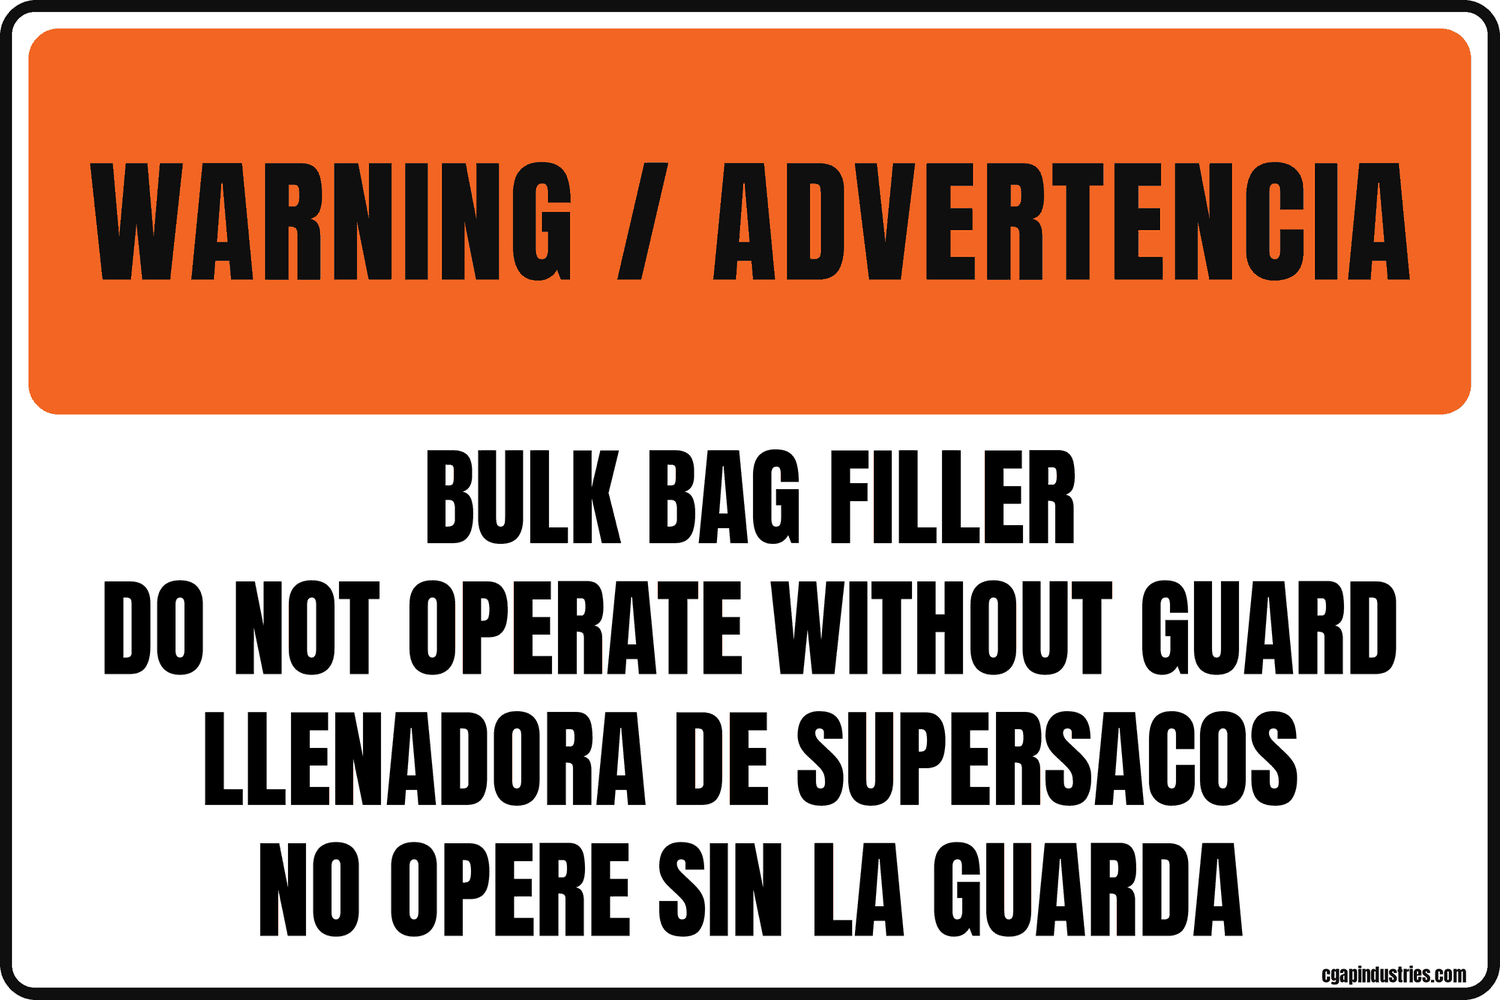 WARNING / ADVERTENCIA
BULK BAG FILLER
DO NOT OPERATE WITHOUT GUARD
LLENADORA DE SUPERSACOS
NO OPERE SIN LA GUARDA
cgapindustries.com